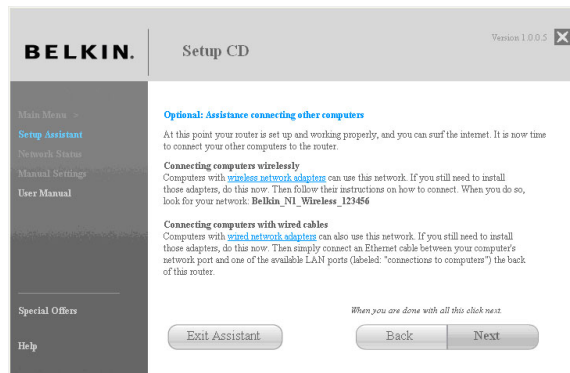 BELKIN.
Setup CD
Version 1.0.0.5
Main Menu >
Setup Assistant
Network Status
Manual Settings
User Manual
Special Offers
Help
Optional: Assistance connecting other computers
At this point your router is set up and working properly, and you can surf the internet. It is now time
to connect your other computers to the router.
Connecting computers wirelessly
Computers with wireless network adapters can use this network. If you still need to install
those adapters, do this now. Then follow their instructions on how to connect. When you do so,
look for your network: Belkin_N1_Wireless_123456
Connecting computers with wired cables
Computers with wired network adapters can also use this network. If you still need to install
those adapters, do this now. Then simply connect an Ethernet cable between your computer's
network port and one of the available LAN ports (labeled: "connections to computers") the back
of this router.
When you are done with all this click next.
Exit Assistant
Back
Next